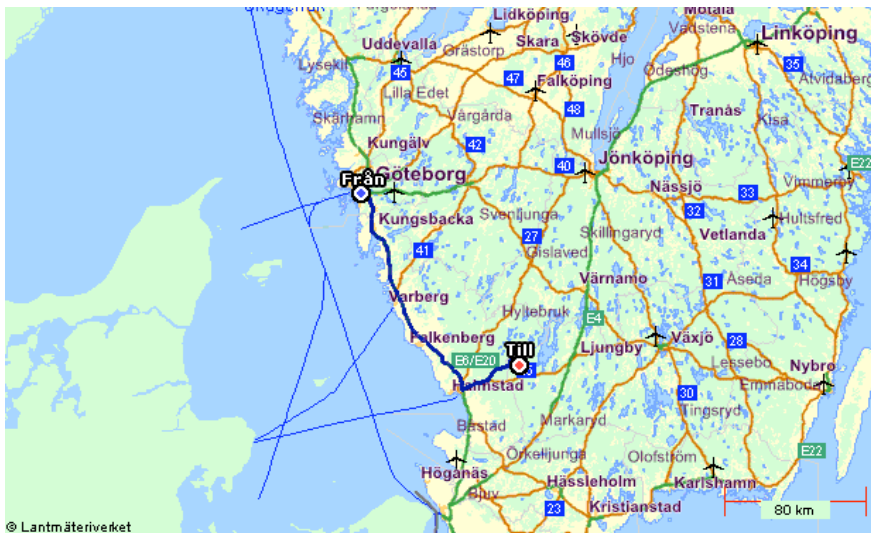 Skagerrak
Lidköping
Motala
Vadstena
Linköping
Uddevalla
Grästorp
Skara
Skövde
46
Hjo
35
Lysekil
45
47
Falköping
Ödeshög
Åtvidaberg
Lilla Edet
48
Tranås
Kisa
Skärhamn
Vårgårda
Mullsjö
Kungälv
42
Göteborg
40
Jönköping
E22
Från
Nässjö
33
Vimmerby
Kungsbacka
Svenljunga
32
Hultsfred
27
Skillingaryd
Vetlanda
41
Gislaved
34
Värnamo
31
Åseda
Högsby
Varberg
Hyltebruk
E4
Falkenberg
28
Till
Ljungby
Växjö
E6/E20
Lessebo
Nybro
Halmstad
Emmaboda
30
Tingsryd
Båstad
Markaryd
E22
Örkelljunga
Olofström
Höganäs
Hässleholm
Karlshamn
Bjuv
23
Kristianstad
80 km
© Lantmäteriverket